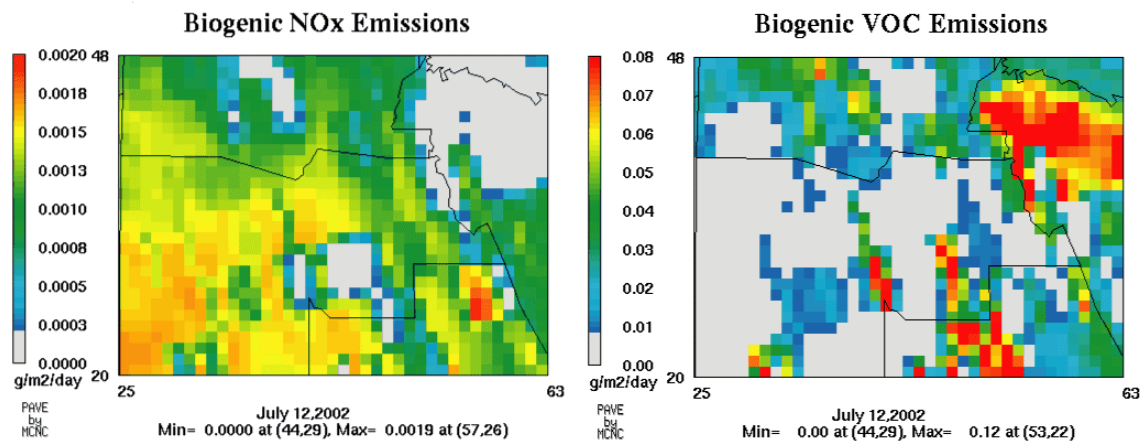 Biogenic NOx Emissions
48
0.0020
0.0018
0.0015
0.0013
0.0010
0.0008
0.0005
0.0003
0.0000
g/m2/day
20
25
63
PAVE
by
MCNC
July 12,2002
Min= 0.0000 at (44,29), Max= 0.0019 at (57,26)
Biogenic VOC Emissions
48
0.08
0.07
0.06
0.05
0.04
0.03
0.02
0.01
0.00
g/m2/day
20
25
63
PAVE
by
MCNC
July 12,2002
Min= 0.00 at (44,29), Max= 0.12 at (53,22)